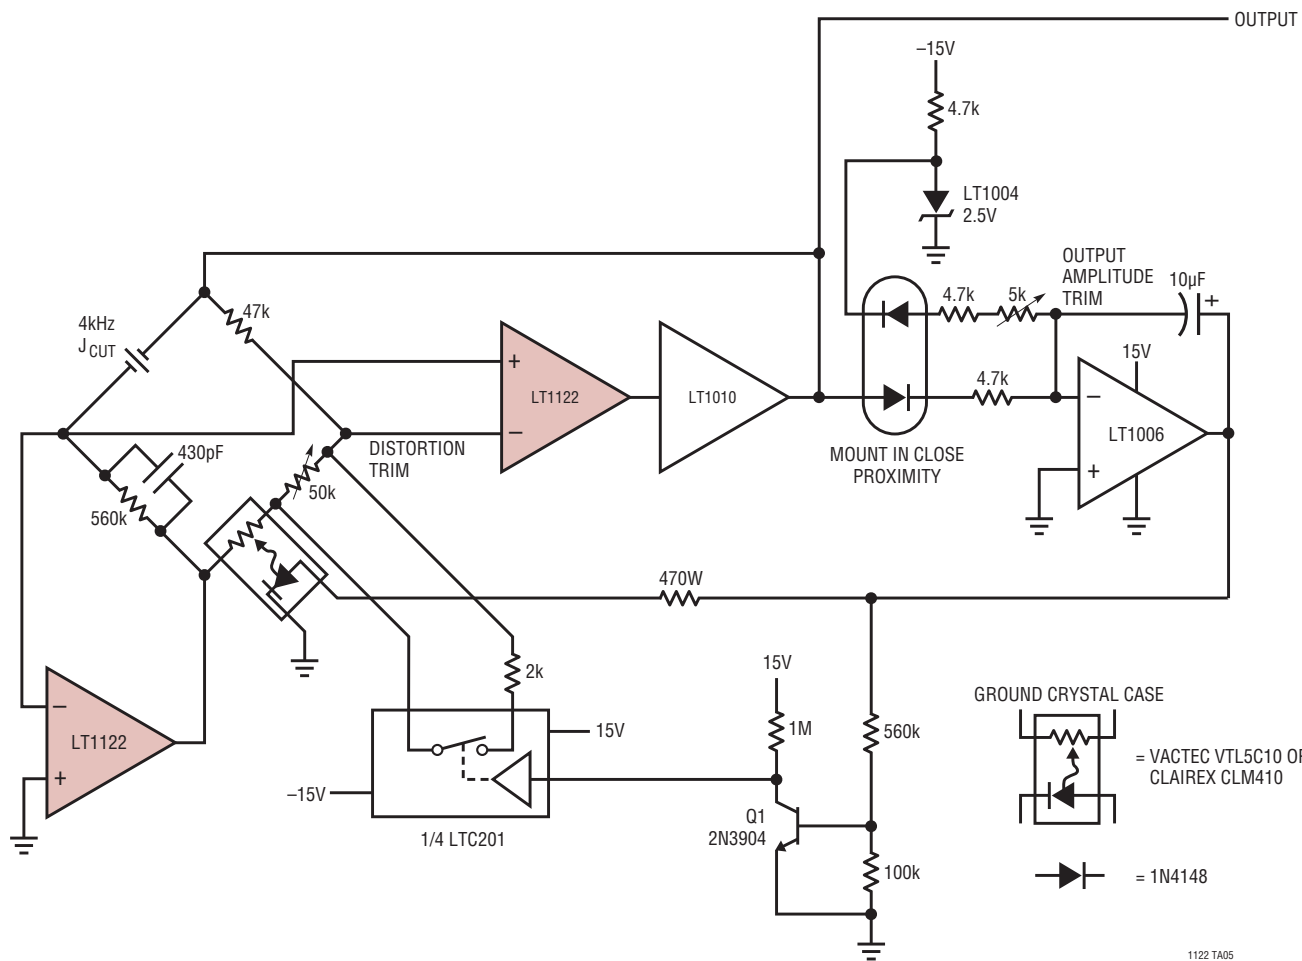 OUTPUT
–15V
4.7k
LT1004
2.5V
OUTPUT
AMPLITUDE
TRIM
10µF
+
47k
4kHz
JCUT
4.7k
5k
+
LT1122
–
LT1010
4.7k
15V
–
LT1006
+
MOUNT IN CLOSE
PROXIMITY
DISTORTION
TRIM
430pF
50k
560k
470W
2k
15V
1M
560k
–
LT1122
+
15V
–15V
1/4 LTC201
Q1
2N3904
100k
GROUND CRYSTAL CASE
= VACTEC VTL5C10 OR
CLAIREX CLM410
= 1N4148
1122 TA05